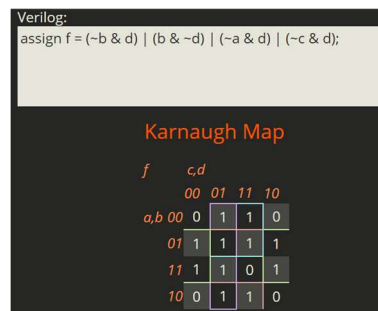 Verilog:
assign f = (~b & d) | (b & ~d) | (~a & d) | (~c & d);
Karnaugh Map
f c,d
00 01 11 10
a,b 00 0 1 1 0
01 1 1 1 1
11 1 1 0 1
10 0 1 1 0